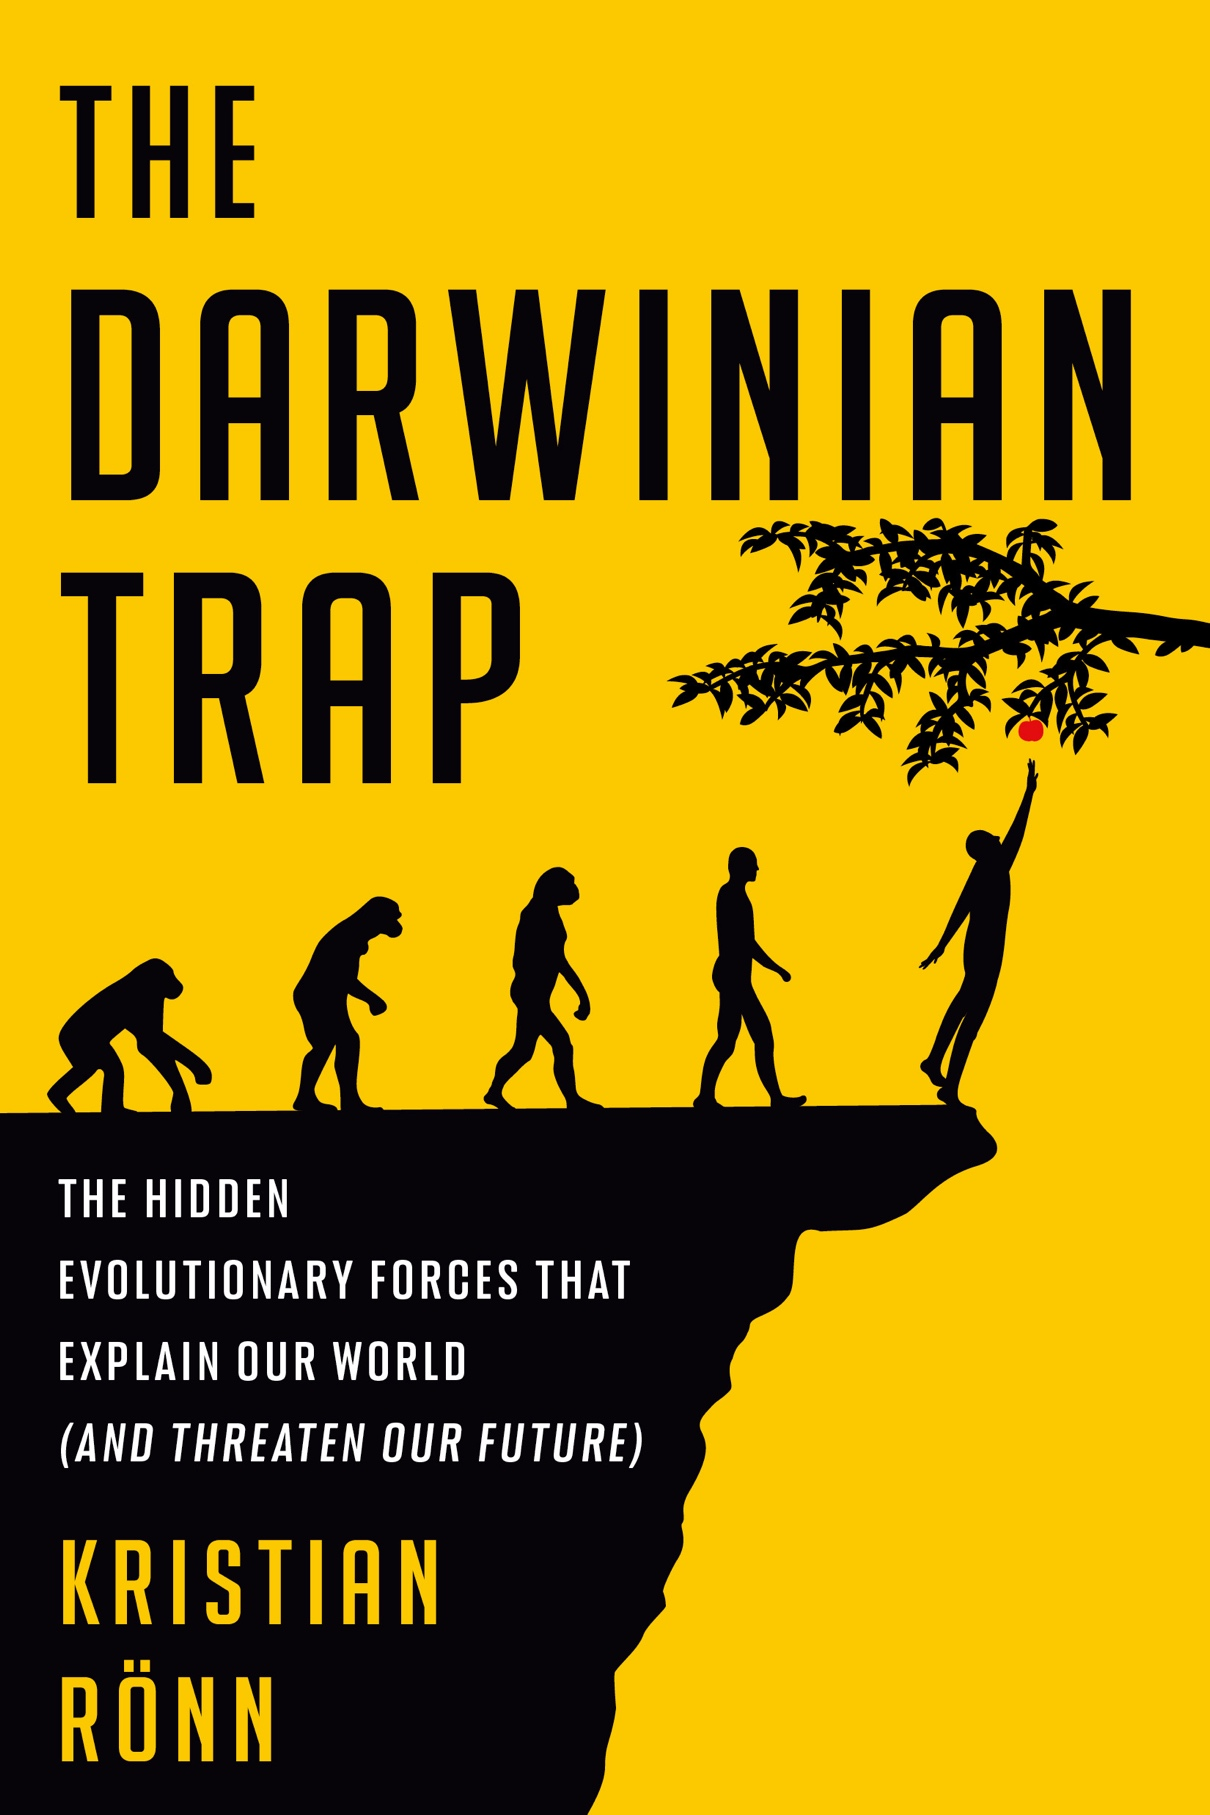 THE
DARWINIAN
TRAP
THE HIDDEN
EVOLUTIONARY FORCES THAT
EXPLAIN OUR WORLD
(AND THREATEN OUR FUTURE)
KRISTIAN
RÖNN